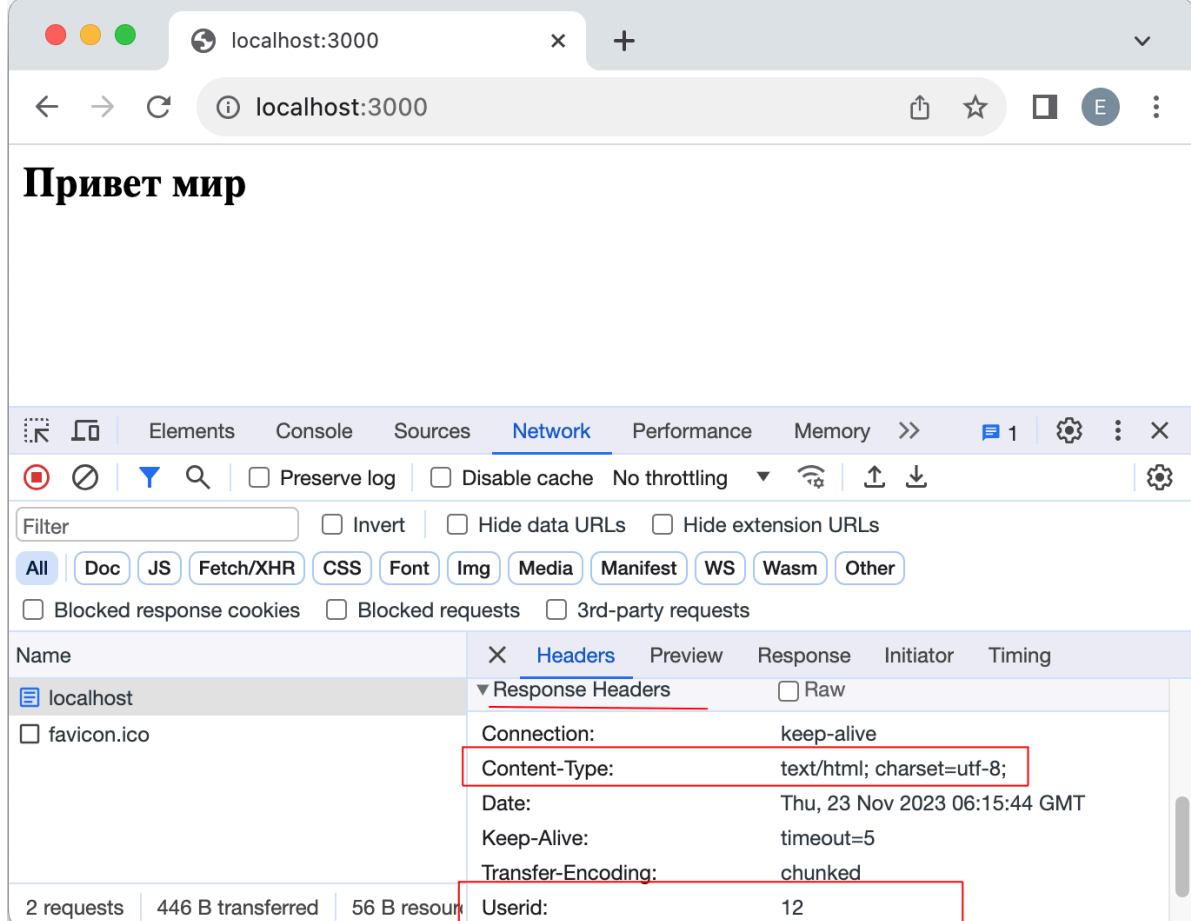 localhost:3000
localhost:3000
E
Привет мир
Elements Console Sources Network Performance Memory 1
Preserve log Disable cache No throttling
Filter Invert Hide data URLs Hide extension URLs
All Doc JS Fetch/XHR CSS Font Img Media Manifest WS Wasm Other
Blocked response cookies Blocked requests 3rd-party requests
Name Headers Preview Response Initiator Timing
localhost
favicon.ico
Response Headers Raw
Connection: keep-alive
Content-Type: text/html; charset=utf-8;
Date: Thu, 23 Nov 2023 06:15:44 GMT
Keep-Alive: timeout=5
Transfer-Encoding: chunked
Userid: 12
2 requests 446 B transferred 56 B